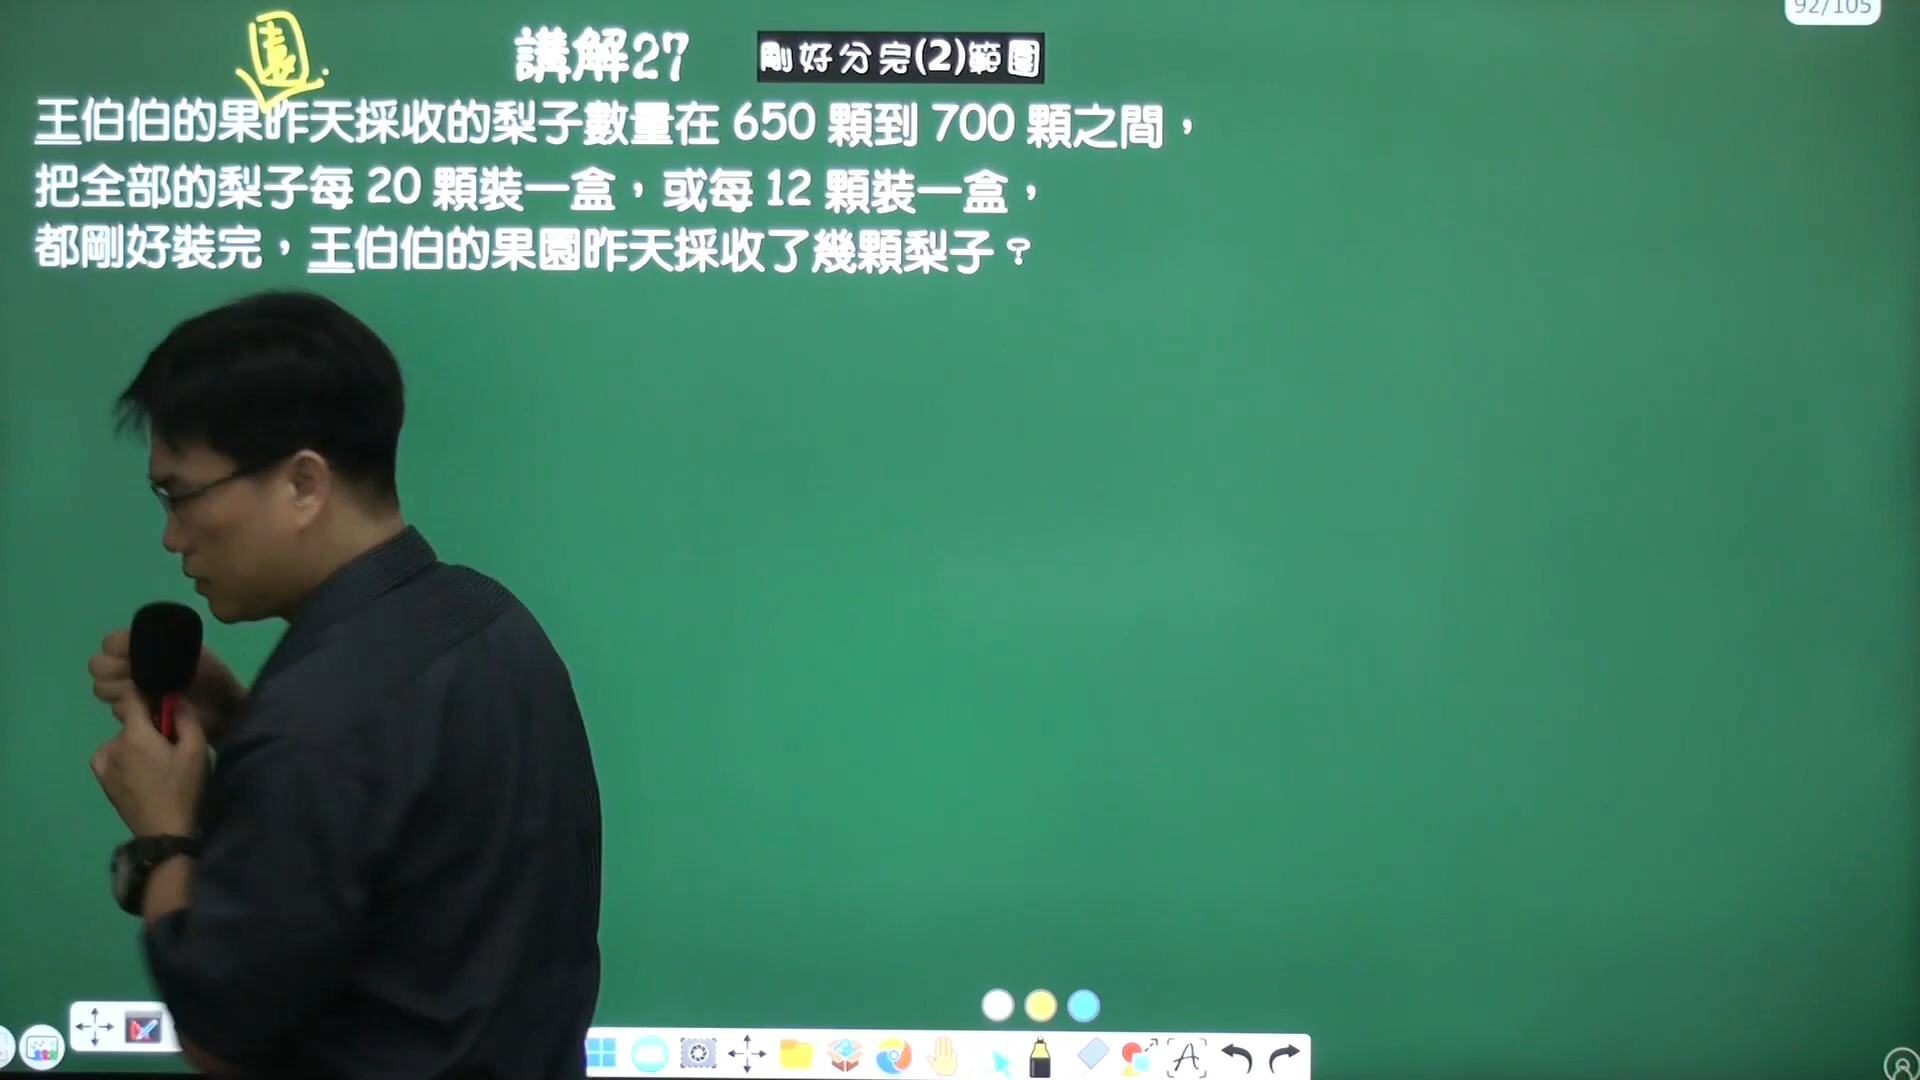 92/105
園
講解27 剛好分完(2)範圍
王伯伯的果昨天採收的梨子數量在 650 顆到 700 顆之間，
把全部的梨子每 20 顆裝一盒，或每 12 顆裝一盒，
都剛好裝完，王伯伯的果園昨天採收了幾顆梨子？